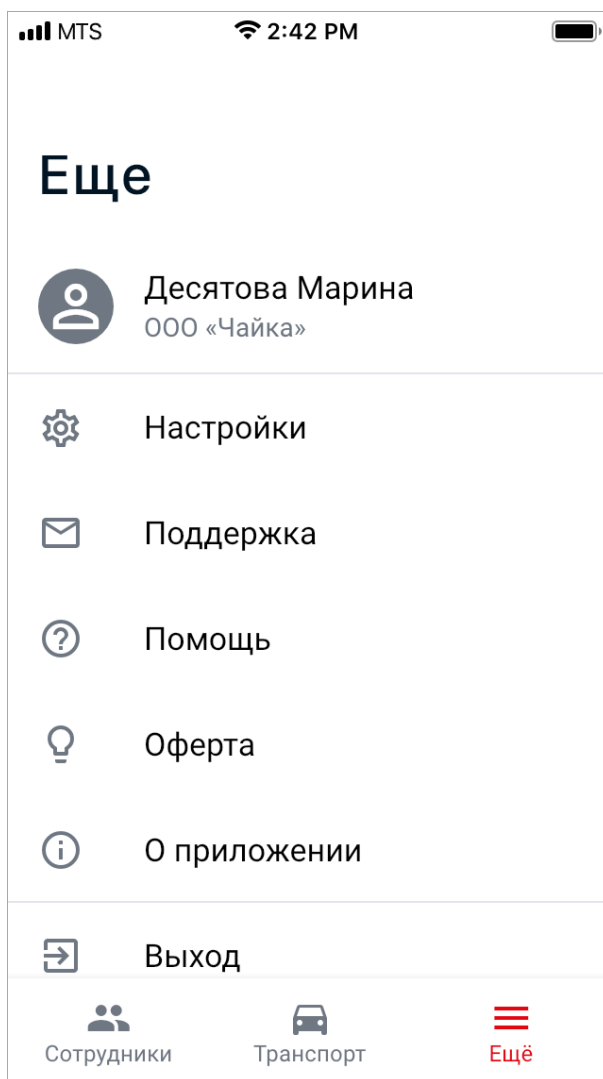 MTS 2:42 PM
Еще
Десятова Марина
ООО «Чайка»
Настройки
Поддержка
Помощь
Оферта
О приложении
Выход
Сотрудники Транспорт Ещё